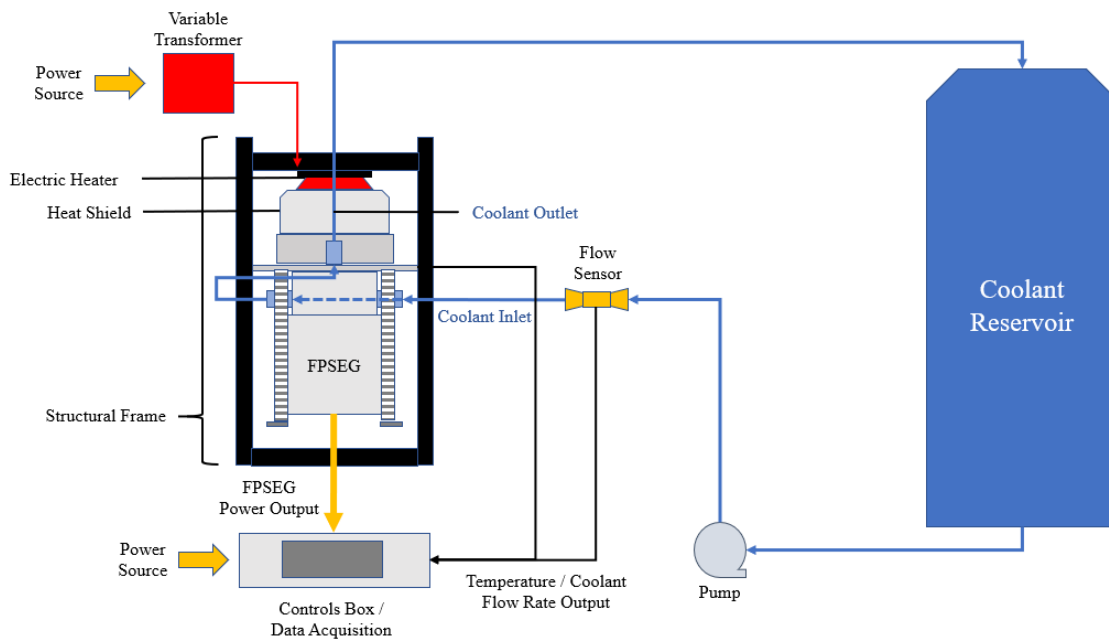 Variable
Transformer
Power
Source
Electric Heater
Heat Shield
Coolant Outlet
Flow
Sensor
Coolant
Reservoir
Coolant Inlet
FPSEG
Structural Frame
FPSEG
Power Output
Power
Source
Temperature / Coolant
Flow Rate Output
Pump
Controls Box /
Data Acquisition